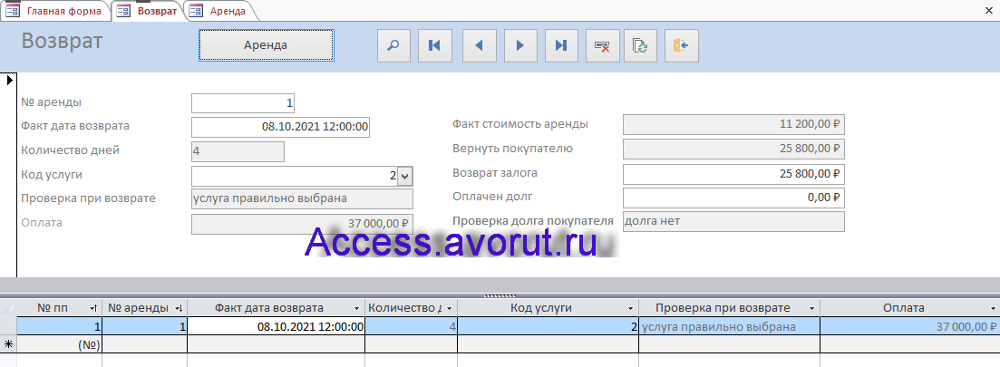 Главная форма Возврат Аренда
Возврат Аренда
№ аренды 1
Факт дата возврата 08.10.2021 12:00:00
Количество дней 4
Код услуги 2
Проверка при возврате услуга правильно выбрана
Оплата 37 000,00 ₽
Факт стоимость аренды 11 200,00 ₽
Вернуть покупателю 25 800,00 ₽
Возврат залога 25 800,00 ₽
Оплачен долг 0,00 ₽
Проверка долга покупателя долга нет
Access.avorut.ru
№ пп № аренды Факт дата возврата Количество д Код услуги Проверка при возврате Оплата
1 1 08.10.2021 12:00:00 4 2 услуга правильно выбрана 37 000,00 ₽
(№)